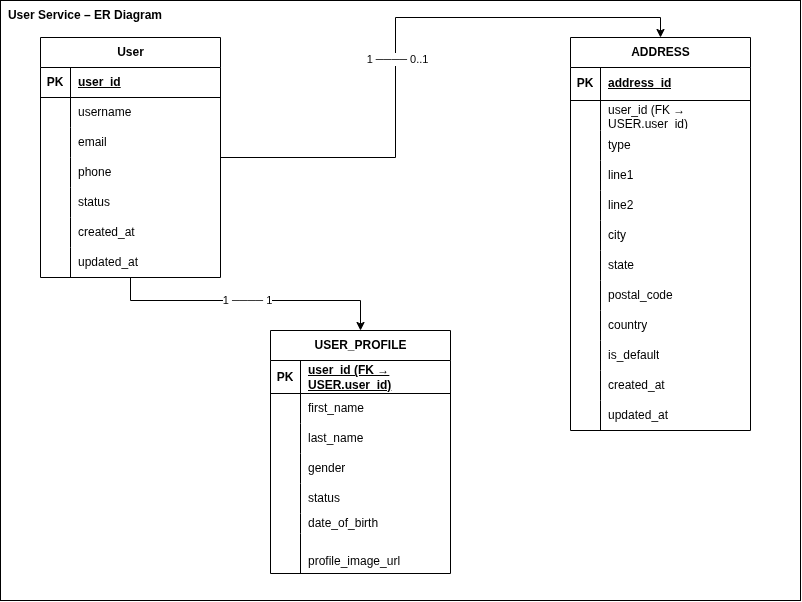 User Service – ER Diagram
User
PK user_id
username
email
phone
status
created_at
updated_at
1 ——— 0..1
ADDRESS
PK address_id
user_id (FK →
USER.user_id)
type
line1
line2
city
state
postal_code
country
is_default
created_at
updated_at
1 ——— 1
USER_PROFILE
PK user_id (FK →
USER.user_id)
first_name
last_name
gender
status
date_of_birth
profile_image_url